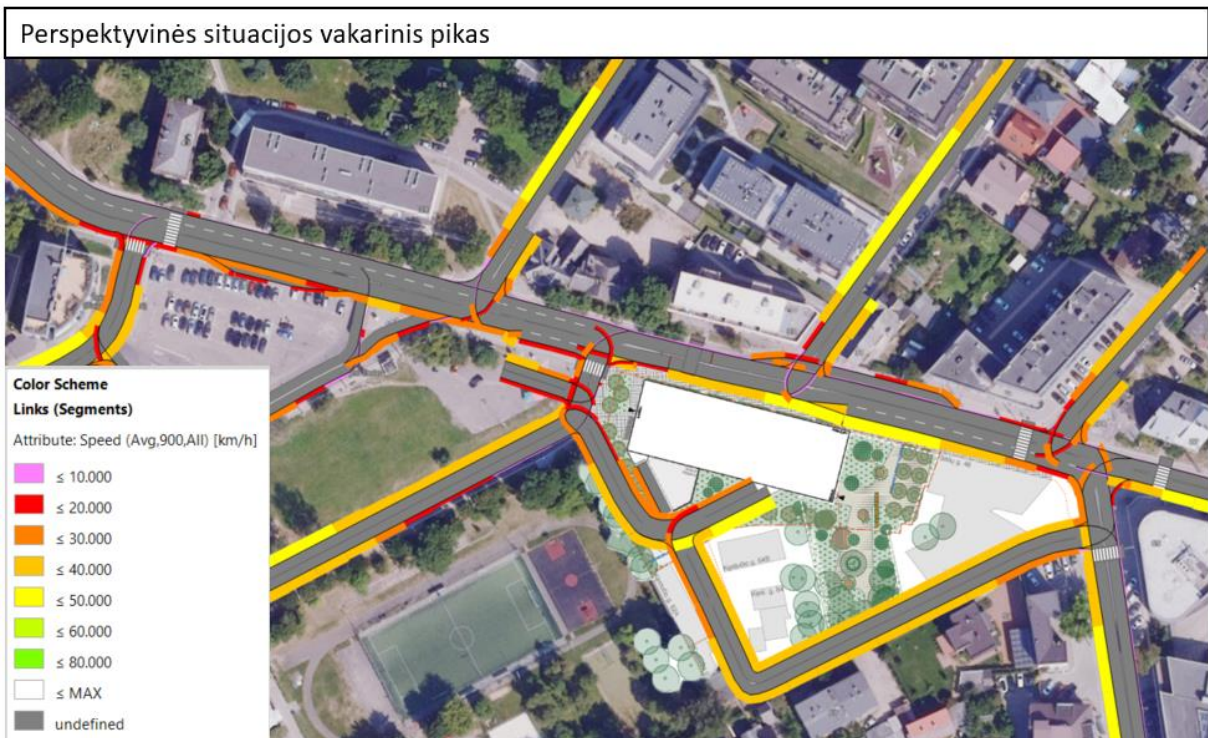 Perspektyvinės situacijos vakarinis pikas
Color Scheme
Links (Segments)
Attribute: Speed (Avg,900,All) [km/h]
≤ 10.000
≤ 20.000
≤ 30.000
≤ 40.000
≤ 50.000
≤ 60.000
≤ 80.000
≤ MAX
undefined